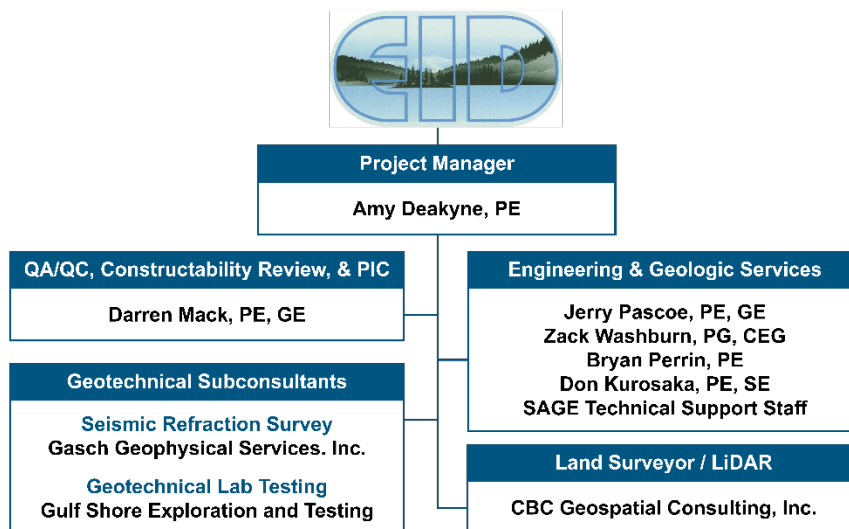 EID
Project Manager
Amy Deakyne, PE
QA/QC, Constructability Review, & PIC
Darren Mack, PE, GE
Engineering & Geologic Services
Jerry Pascoe, PE, GE
Zack Washburn, PG, CEG
Bryan Perrin, PE
Don Kurosaka, PE, SE
SAGE Technical Support Staff
Geotechnical Subconsultants
Seismic Refraction Survey
Gasch Geophysical Services. Inc.
Geotechnical Lab Testing
Gulf Shore Exploration and Testing
Land Surveyor / LiDAR
CBC Geospatial Consulting, Inc.